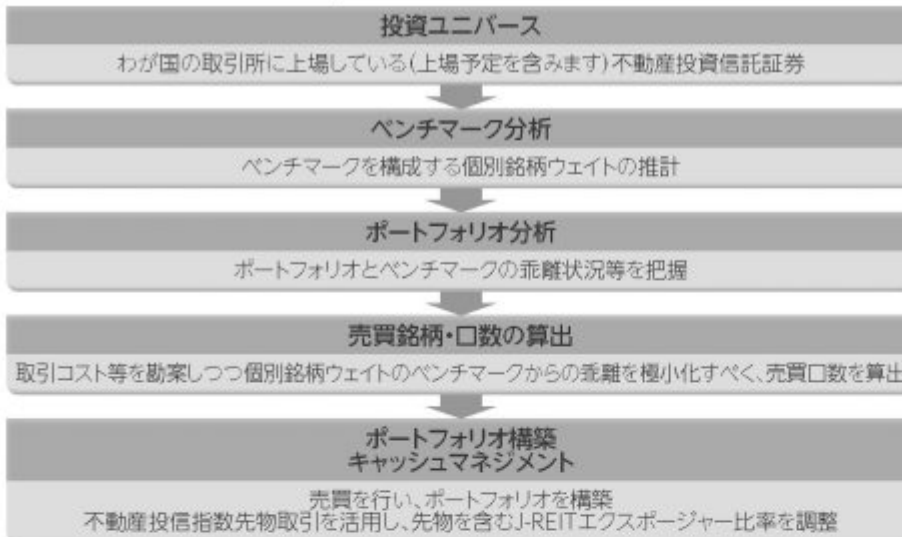 投資ユニバース
わが国の取引所に上場している(上場予定を含みます)不動産投資信託証券
ベンチマーク分析
ベンチマークを構成する個別銘柄ウェイトの推計
ポートフォリオ分析
ポートフォリオとベンチマークの乖離状況等を把握
売買銘柄・口数の算出
取引コスト等を勘案しつつ個別銘柄ウェイトのベンチマークからの乖離を極小化すべく、売買口数を算出
ポートフォリオ構築
キャッシュマネジメント
売買を行い、ポートフォリオを構築
不動産投信指数先物取引を活用し、先物を含むJ-REITエクスポージャー比率を調整